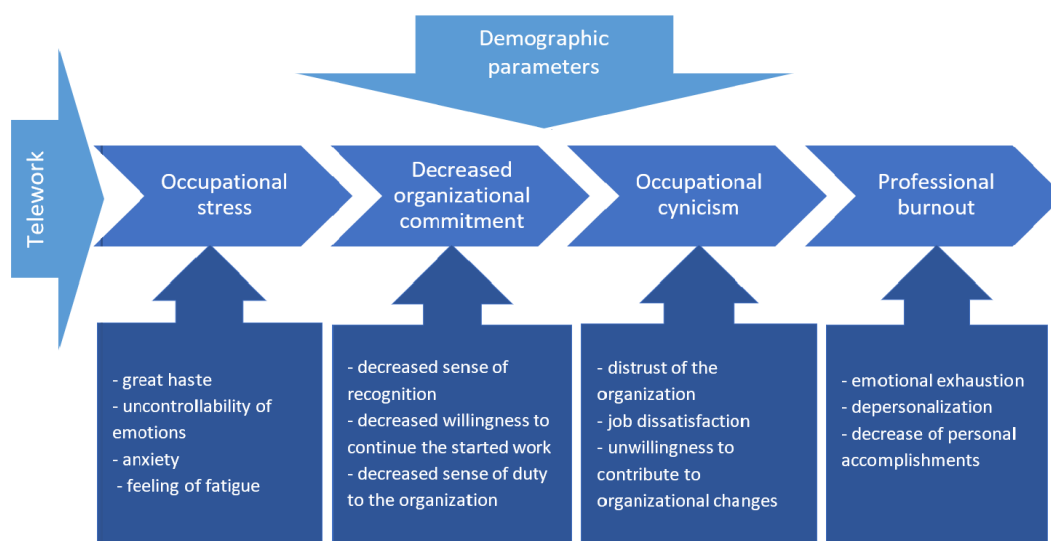 Demographic
parameters
Telework
Occupational
stress
Decreased
organizational
commitment
Occupational
cynicism
Professional
burnout
- great haste
- uncontrollability of
emotions
- anxiety
- feeling of fatigue
- decreased sense of
recognition
- decreased willingness to
continue the started work
- decreased sense of duty
to the organization
- distrust of the
organization
- job dissatisfaction
- unwillingness to
contribute to
organizational changes
- emotional exhaustion
- depersonalization
- decrease of personal
accomplishments